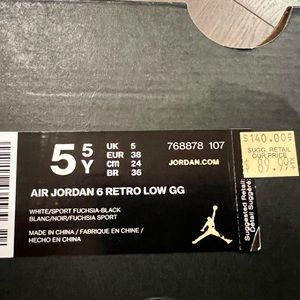 5 5Y
UK 5
EUR 38
CM 24
BR 36
768878 107
JORDAN.COM
AIR JORDAN 6 RETRO LOW GG
WHITE/SPORT FUCHSIA-BLACK
BLANC/NOIR/FUCHSIA SPORT
MADE IN CHINA / FABRIQUE EN CHINE /
HECHO EN CHINA
$140.00
SUGG. RETAIL
OUR PRICE
Suggested Retail:
Detail Suggéré: